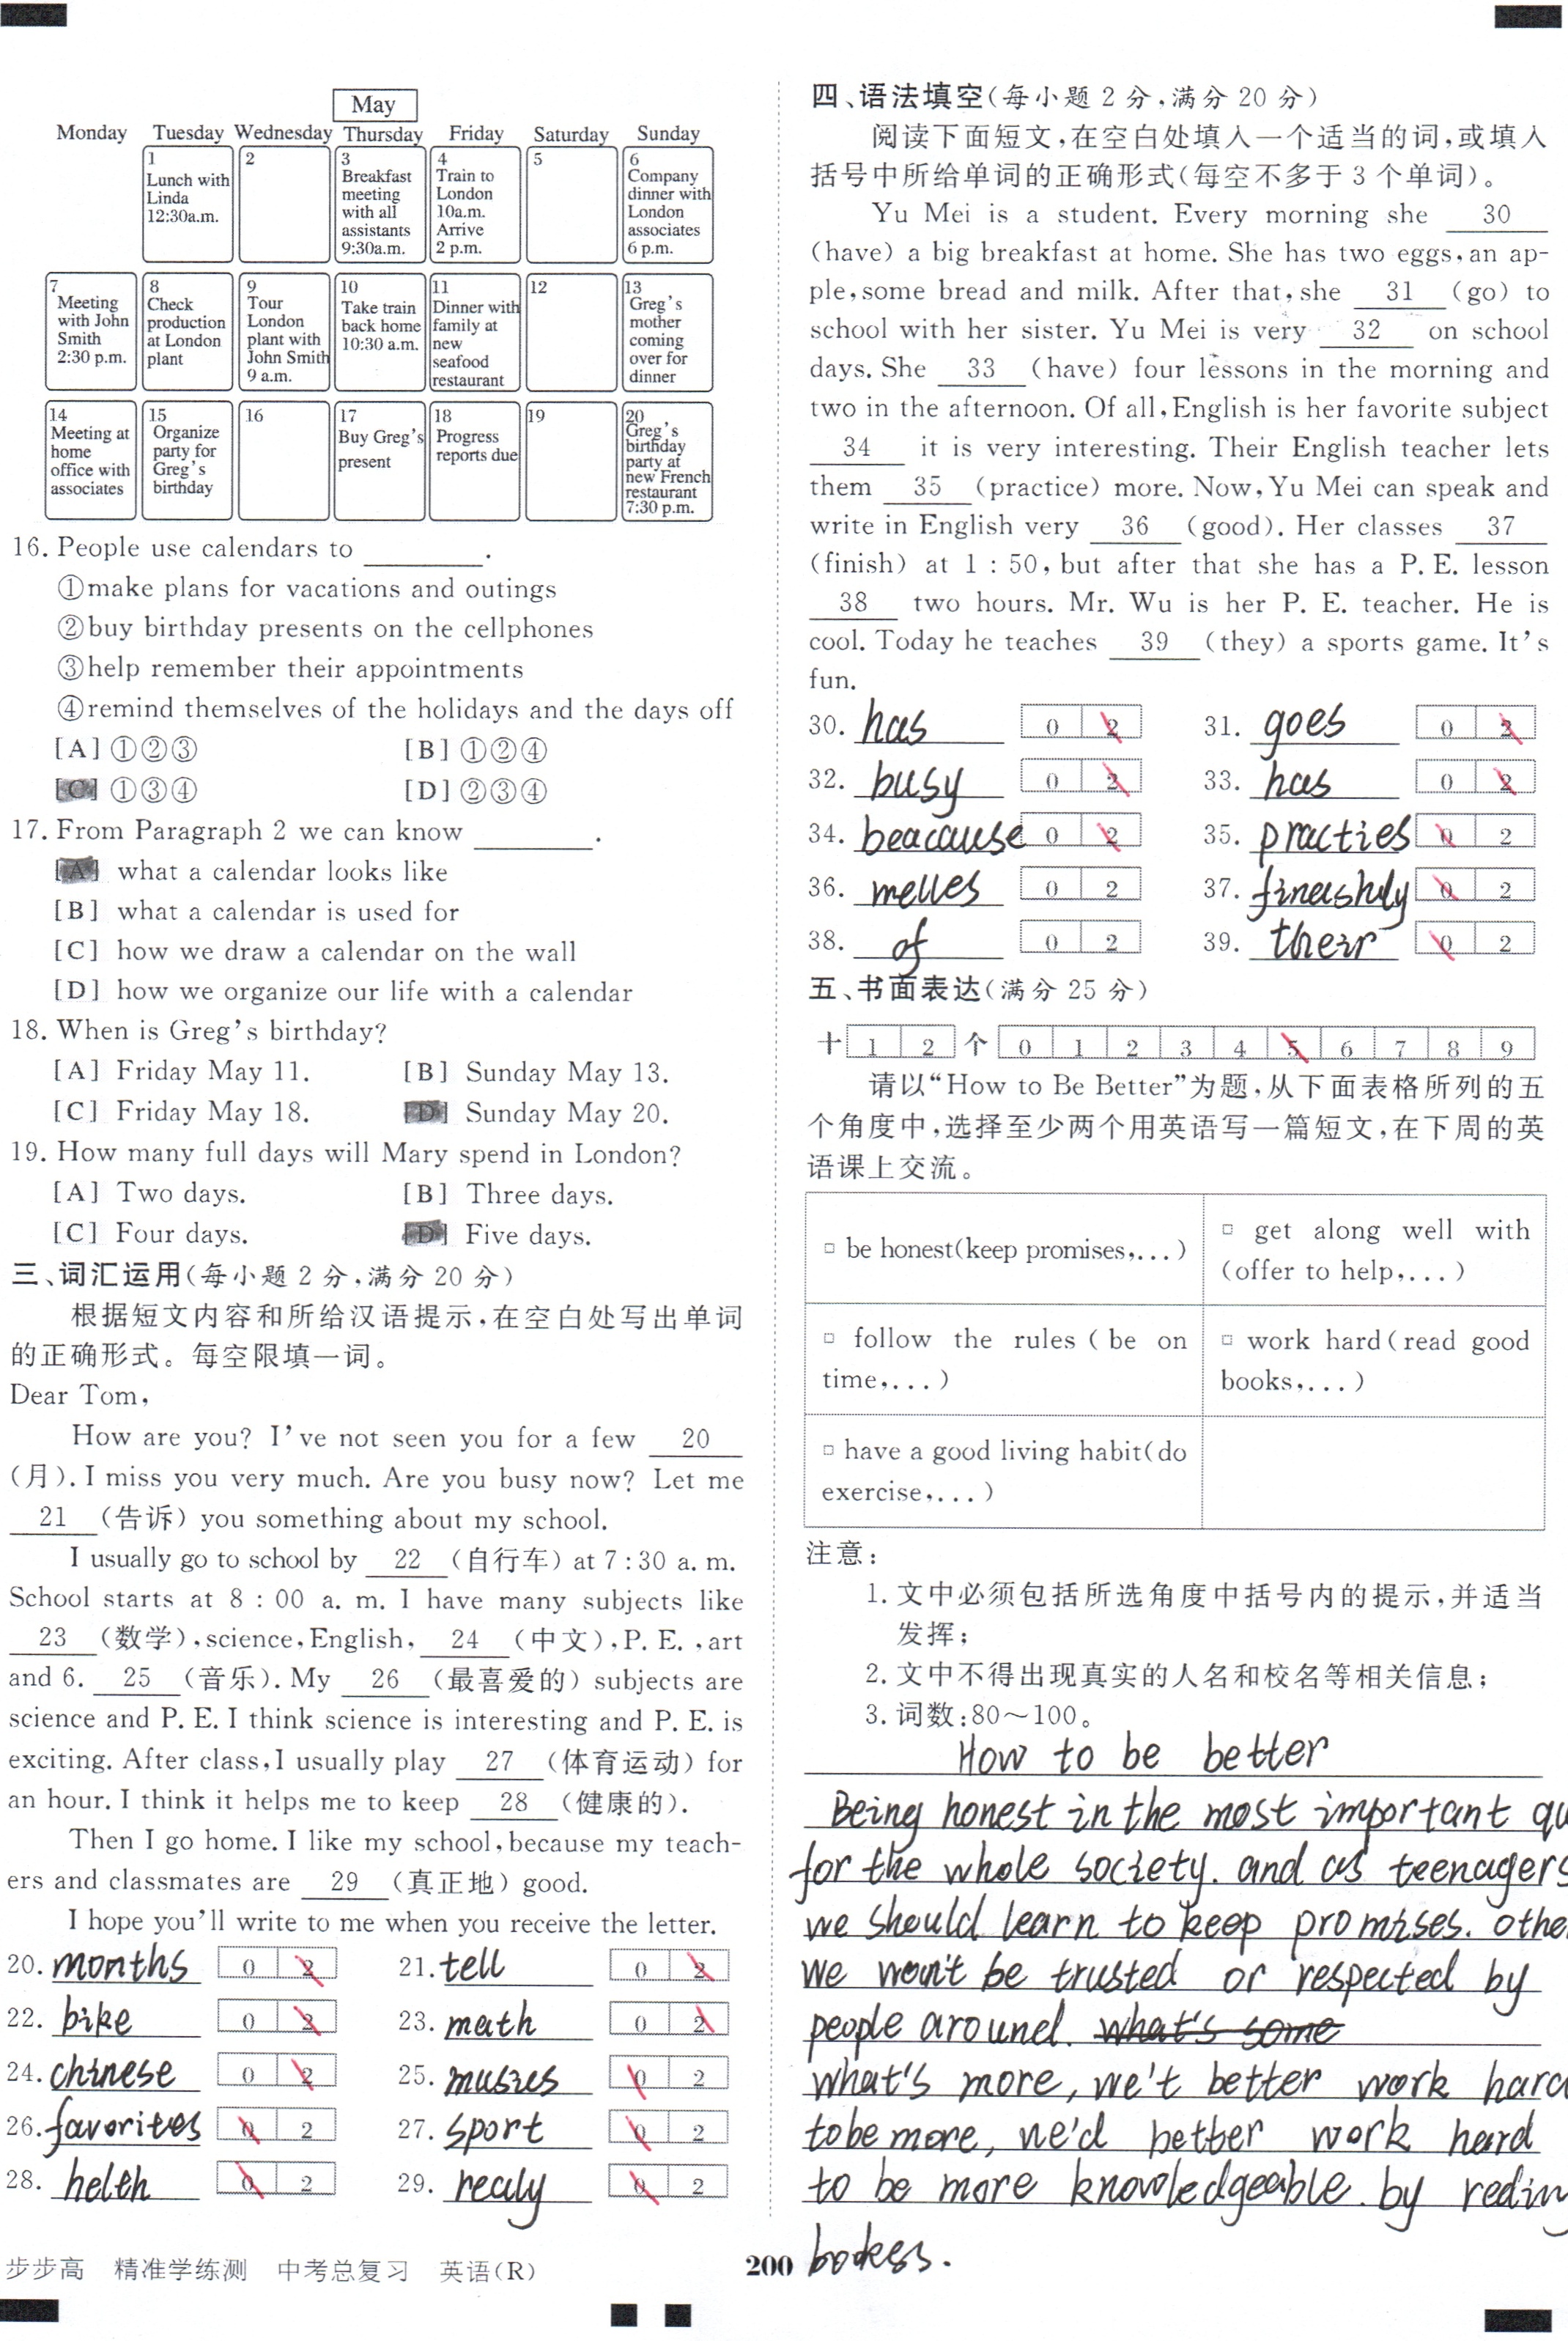 May
Monday Tuesday Wednesday Thursday Friday Saturday Sunday
1 Lunch with Linda 12:30a.m.
2
3 Breakfast meeting with all assistants 9:30a.m.
4 Train to London 10a.m. Arrive 2 p.m.
5
6 Company dinner with London associates 6 p.m.
7 Meeting with John Smith 2:30 p.m.
8 Check production at London plant
9 Tour London plant with John Smith 9 a.m.
10 Take train back home 10:30 a.m.
11 Dinner with family at new seafood restaurant
12
13 Greg's mother coming over for dinner
14 Meeting at home office with associates
15 Organize party for Greg's birthday
16
17 Buy Greg's present
18 Progress reports due
19
20 Greg's birthday party at new French restaurant 7:30 p.m.
16. People use calendars to ________.
①make plans for vacations and outings
②buy birthday presents on the cellphones
③help remember their appointments
④remind themselves of the holidays and the days off
[A] ①②③ [B] ①②④
[C] ①③④ [D] ②③④
17. From Paragraph 2 we can know ________.
[A] what a calendar looks like
[B] what a calendar is used for
[C] how we draw a calendar on the wall
[D] how we organize our life with a calendar
18. When is Greg's birthday?
[A] Friday May 11. [B] Sunday May 13.
[C] Friday May 18. [D] Sunday May 20.
19. How many full days will Mary spend in London?
[A] Two days. [B] Three days.
[C] Four days. [D] Five days.
三、词汇运用(每小题 2 分,满分 20 分)
根据短文内容和所给汉语提示,在空白处写出单词
的正确形式。每空限填一词。
Dear Tom,
How are you? I've not seen you for a few 20
(月). I miss you very much. Are you busy now? Let me
21 (告诉) you something about my school.
I usually go to school by 22 (自行车) at 7:30 a. m.
School starts at 8 : 00 a. m. I have many subjects like
23 (数学), science, English, 24 (中文), P. E. , art
and 6. 25 (音乐). My 26 (最喜爱的) subjects are
science and P. E. I think science is interesting and P. E. is
exciting. After class, I usually play 27 (体育运动) for
an hour. I think it helps me to keep 28 (健康的).
Then I go home. I like my school, because my teach-
ers and classmates are 29 (真正地) good.
I hope you'll write to me when you receive the letter.
20. months 0 2 21. tell 0 2
22. bike 0 2 23. math 0 2
24. chinese 0 2 25. musics 0 2
26. favorites 0 2 27. sport 0 2
28. helth 0 2 29. realy 0 2
步步高 精准学练测 中考总复习 英语(R)
200
四、语法填空(每小题 2 分,满分 20 分)
阅读下面短文,在空白处填入一个适当的词,或填入
括号中所给单词的正确形式(每空不多于 3 个单词)。
Yu Mei is a student. Every morning she 30
(have) a big breakfast at home. She has two eggs, an ap-
ple, some bread and milk. After that, she 31 (go) to
school with her sister. Yu Mei is very 32 on school
days. She 33 (have) four lessons in the morning and
two in the afternoon. Of all, English is her favorite subject
34 it is very interesting. Their English teacher lets
them 35 (practice) more. Now, Yu Mei can speak and
write in English very 36 (good). Her classes 37
(finish) at 1 : 50, but after that she has a P. E. lesson
38 two hours. Mr. Wu is her P. E. teacher. He is
cool. Today he teaches 39 (they) a sports game. It's
fun.
30. has 0 2 31. goes 0 2
32. busy 0 2 33. has 0 2
34. beacause 0 2 35. practies 0 2
36. 0 2 37. 0 2
38. of 0 2 39. their 0 2
五、书面表达(满分 25 分)
十 1 2 个 0 1 2 3 4 5 6 7 8 9
请以“How to Be Better”为题,从下面表格所列的五
个角度中,选择至少两个用英语写一篇短文,在下周的英
语课上交流。
□ be honest(keep promises,...)
□ get along well with (offer to help,...)
□ follow the rules (be on time,...)
□ work hard(read good books,...)
□ have a good living habit(do exercise,...)
注意:
1. 文中必须包括所选角度中括号内的提示,并适当
发挥;
2. 文中不得出现真实的人名和校名等相关信息;
3. 词数:80～100。
How to be better
Being honest in the most important qu
for the whole society. and as teenagers
we should learn to keep promises. othe
we won't be trusted or respected by
people around. what's some
what's more, we't better work hard
to be more, we'd better work hard
to be more knowledgeable. by redin